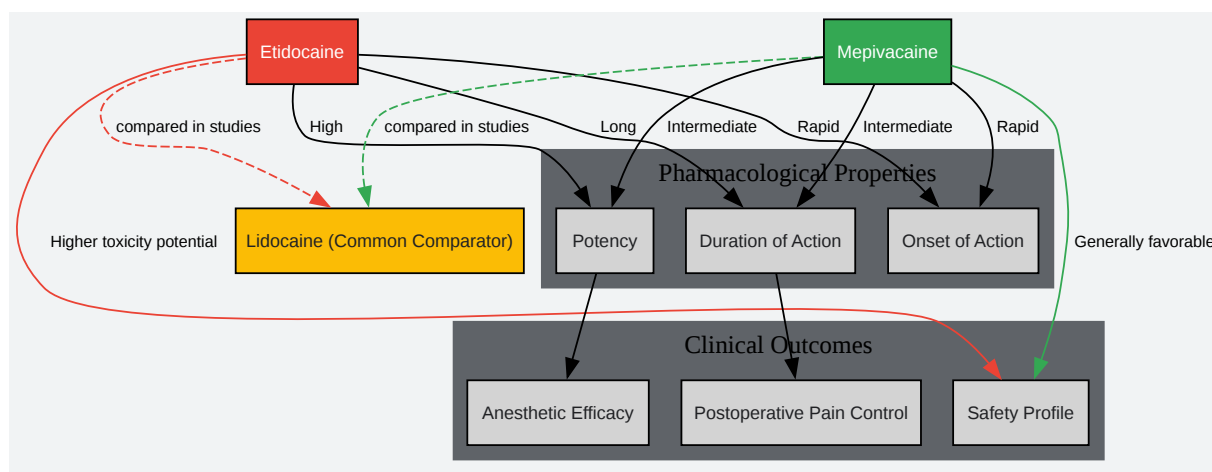 Etidocaine
Mepivacaine
compared in studies
High
compared in studies
Long
Intermediate
Rapid
Intermediate
Rapid
Pharmacological Properties
Higher toxicity potential
Lidocaine (Common Comparator)
Potency
Duration of Action
Onset of Action
Generally favorable
Clinical Outcomes
Anesthetic Efficacy
Postoperative Pain Control
Safety Profile